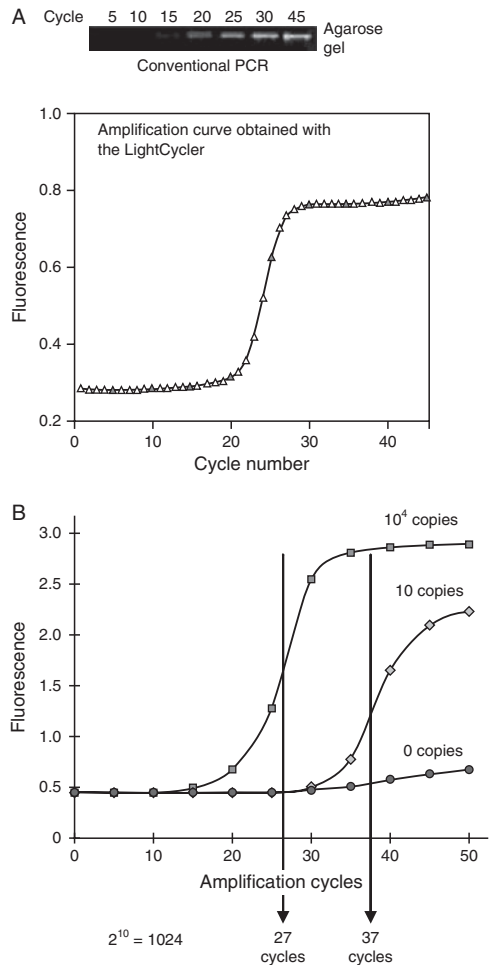 A
Cycle 5 10 15 20 25 30 45
Agarose
gel
Conventional PCR
1.0
Amplification curve obtained with
the LightCycler
0.8
0.6
0.4
0.2
Fluorescence
0 10 20 30 40
Cycle number
B
3.0
10⁴ copies
2.5
10 copies
2.0
1.5
1.0
0 copies
0.5
0
Fluorescence
0 10 20 30 40 50
Amplification cycles
2¹⁰ = 1024
27 37
cycles cycles